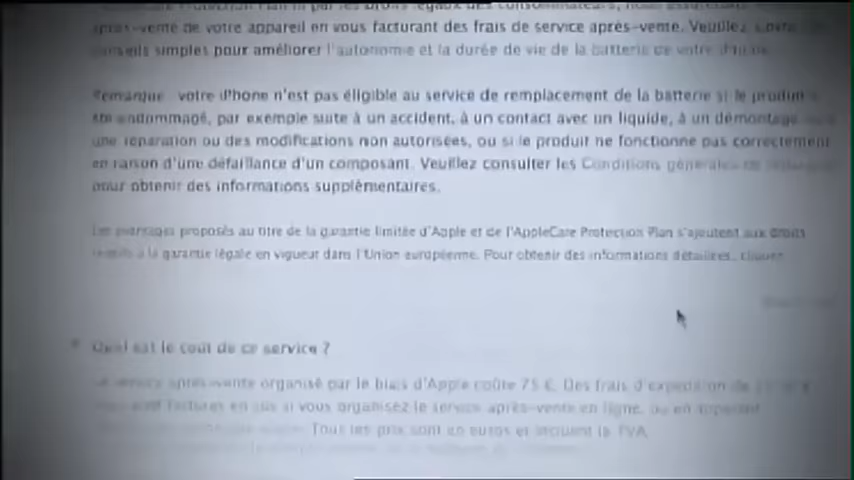 Protection Plan ni par les droits légaux des consommateurs, nous
après-vente de votre appareil en vous facturant des frais de service après-vente. Veuillez
conseils simples pour améliorer l'autonomie et la durée de vie de la batterie de votre
Remarque : votre iPhone n'est pas éligible au service de remplacement de la batterie si le produit a
été endommagé, par exemple suite à un accident, à un contact avec un liquide, à un démontage
une réparation ou des modifications non autorisées, ou si le produit ne fonctionne pas correctement
en raison d'une défaillance d'un composant. Veuillez consulter les Conditions générales de
pour obtenir des informations supplémentaires.
Les avantages proposés au titre de la garantie limitée d'Apple et de l'AppleCare Protection Plan s'ajoutent aux droits
relatifs à la garantie légale en vigueur dans l'Union européenne. Pour obtenir des informations détaillées, cliquez
Quel est le coût de ce service ?
Le service après-vente organisé par le biais d'Apple coûte 75 €. Des frais d'expédition de
vous sont facturés en sus si vous organisez le service après-vente en ligne, ou en appelant
Tous les prix sont en euros et incluent la TVA.